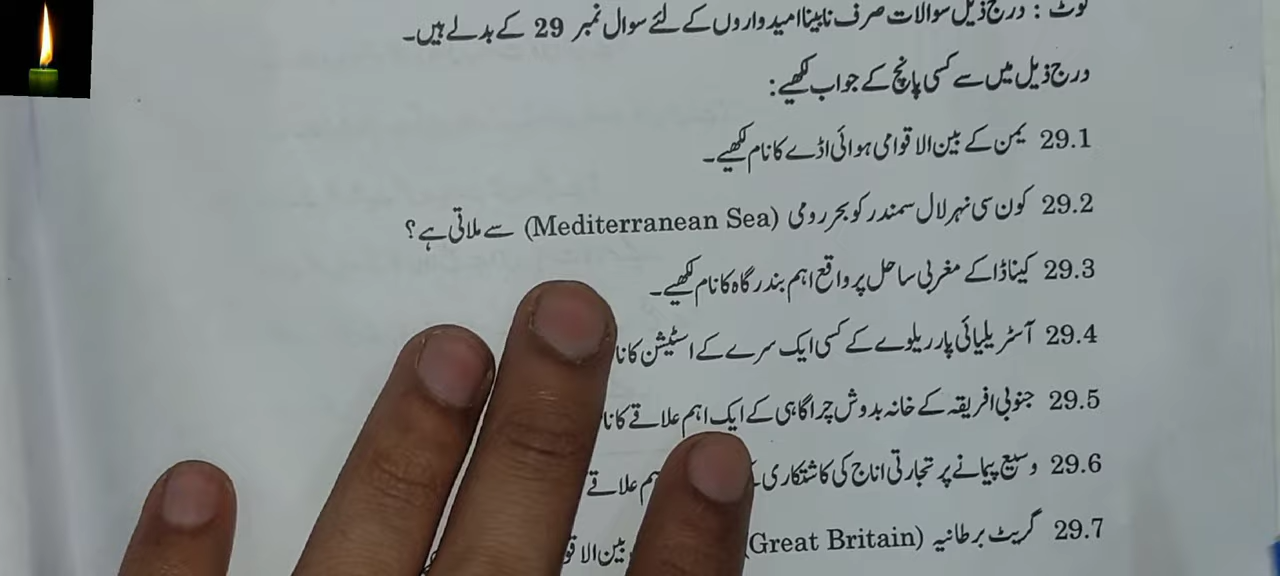 نوٹ : درج ذیل سوالات صرف نابینا امیدواروں کے لئے سوال نمبر 29 کے بدلے ہیں۔
درج ذیل میں سے کسی پانچ کے جواب لکھیے:
29.1 یمن کے بین الاقوامی ہوائی اڈے کا نام لکھیے۔
29.2 کون سی نہر لال سمندر کو بحر رومی (Mediterranean Sea) سے ملاتی ہے؟
29.3 کیناڈا کے مغربی ساحل پر واقع اہم بندرگاہ کا نام لکھیے۔
29.4 آسٹریلیائی پار ریلوے کے کسی ایک سرے کے اسٹیشن کا
29.5 جنوبی افریقہ کے خانہ بدوش چراگاہی کے ایک اہم علاقے کا
29.6 وسیع پیمانے پر تجارتی اناج کی کاشتکاری علاقے
29.7 گریٹ برطانیہ (Great Britain) بین